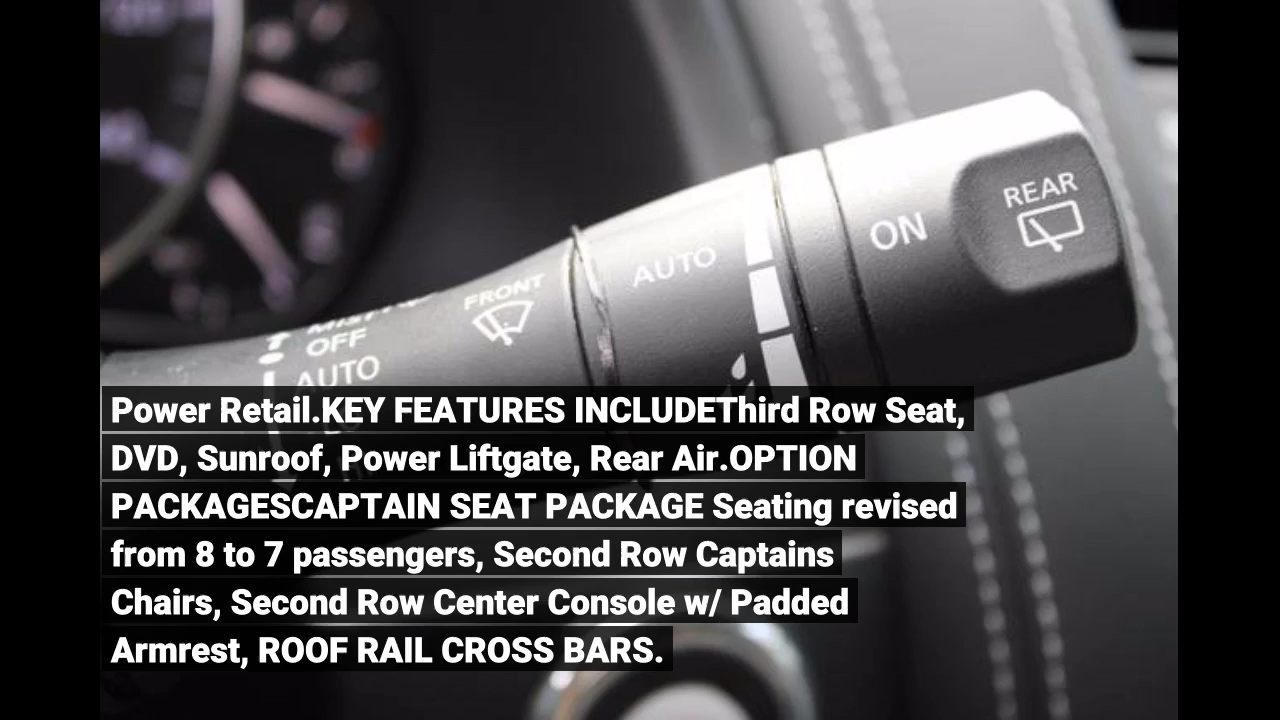 REAR
ON
AUTO
FRONT
MIST
OFF
AUTO
Power Retail.KEY FEATURES INCLUDEThird Row Seat,
DVD, Sunroof, Power Liftgate, Rear Air.OPTION
PACKAGESCAPTAIN SEAT PACKAGE Seating revised
from 8 to 7 passengers, Second Row Captains
Chairs, Second Row Center Console w/ Padded
Armrest, ROOF RAIL CROSS BARS.